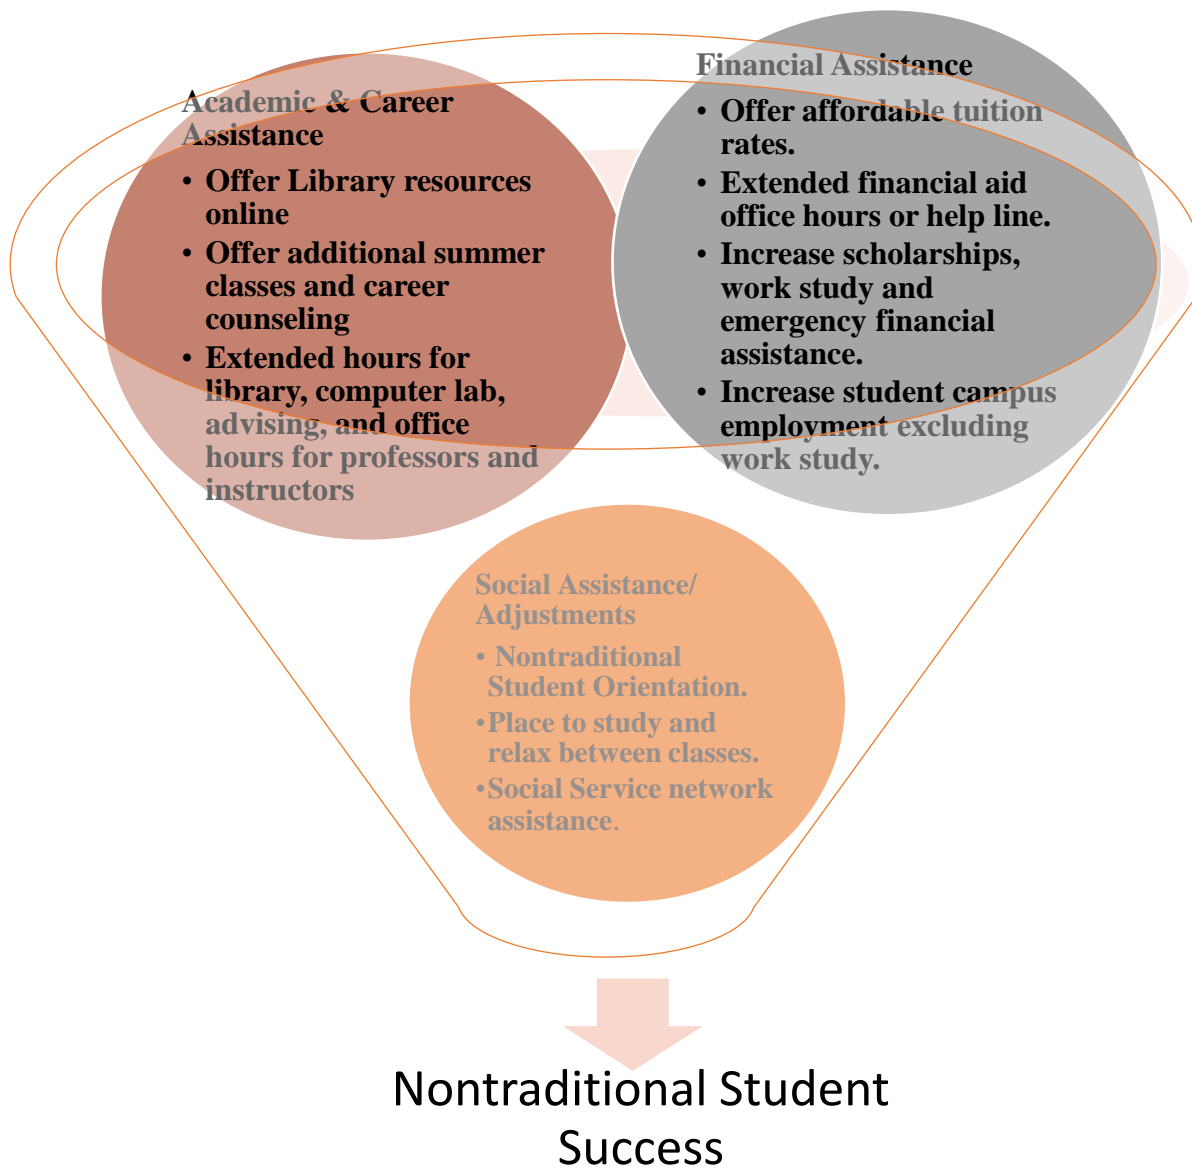 Academic & Career
Assistance
• Offer Library resources
online
• Offer additional summer
classes and career
counseling
• Extended hours for
library, computer lab,
advising, and office
hours for professors and
instructors
Financial Assistance
• Offer affordable tuition
rates.
• Extended financial aid
office hours or help line.
• Increase scholarships,
work study and
emergency financial
assistance.
• Increase student campus
employment excluding
work study.
Social Assistance/
Adjustments
• Nontraditional
Student Orientation.
•Place to study and
relax between classes.
•Social Service network
assistance.
Nontraditional Student
Success